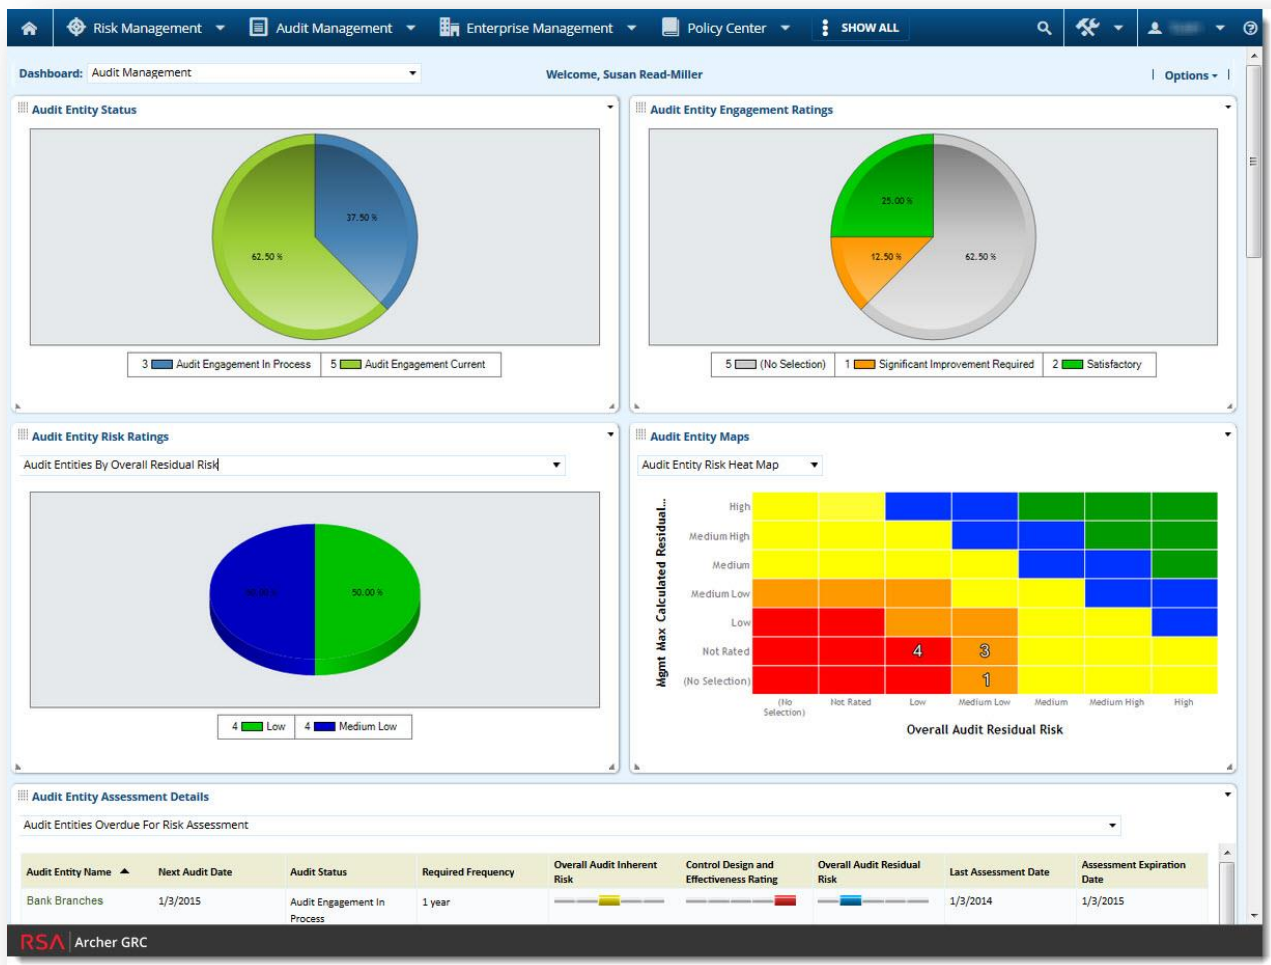 Risk Management Audit Management Enterprise Management Policy Center SHOW ALL
Dashboard: Audit Management Welcome, Susan Read-Miller | Options |
Audit Entity Status
37.50 %
62.50 %
3 Audit Engagement In Process 5 Audit Engagement Current
Audit Entity Engagement Ratings
25.00 %
12.50 % 62.50 %
5 (No Selection) 1 Significant Improvement Required 2 Satisfactory
Audit Entity Risk Ratings
Audit Entities By Overall Residual Risk
50.00 % 50.00 %
4 Low 4 Medium Low
Audit Entity Maps
Audit Entity Risk Heat Map
Mgmt Max Calculated Residual...
High
Medium High
Medium
Medium Low
Low
Not Rated 4 3
(No Selection) 1
(No Selection) Not Rated Low Medium Low Medium Medium High High
Overall Audit Residual Risk
Audit Entity Assessment Details
Audit Entities Overdue For Risk Assessment
Audit Entity Name Next Audit Date Audit Status Required Frequency Overall Audit Inherent Risk Control Design and Effectiveness Rating Overall Audit Residual Risk Last Assessment Date Assessment Expiration Date
Bank Branches 1/3/2015 Audit Engagement In Process 1 year 1/3/2014 1/3/2015
RSA Archer GRC